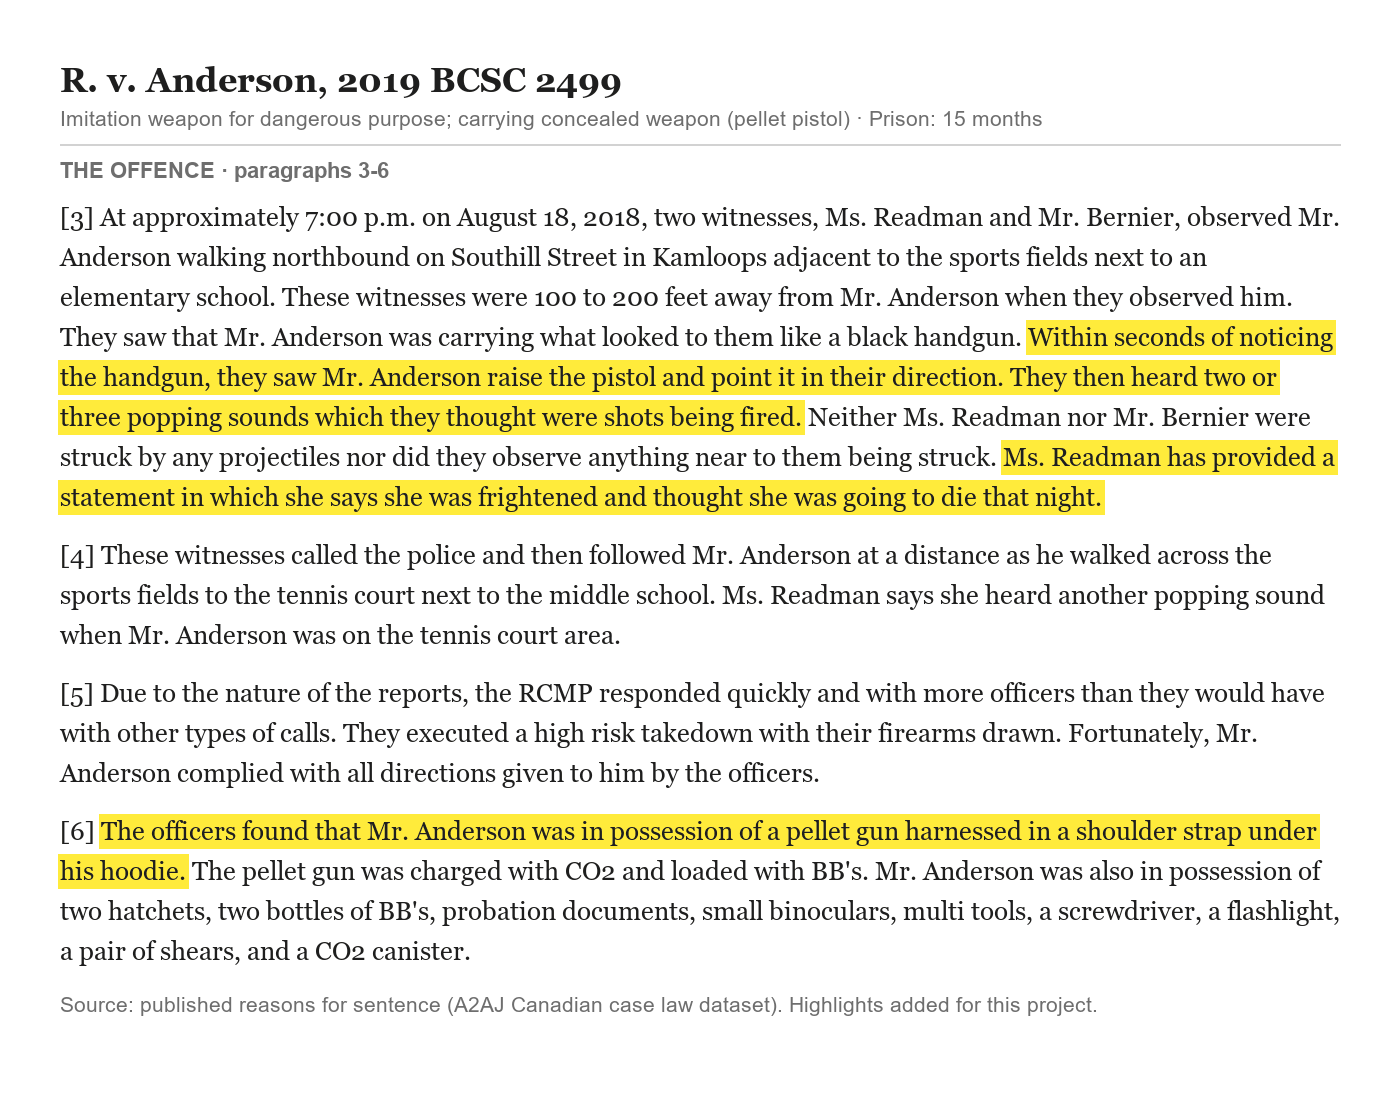 R. v. Anderson, 2019 BCSC 2499
Imitation weapon for dangerous purpose; carrying concealed weapon (pellet pistol) · Prison: 15 months
THE OFFENCE · paragraphs 3-6
[3] At approximately 7:00 p.m. on August 18, 2018, two witnesses, Ms. Readman and Mr. Bernier, observed Mr.
Anderson walking northbound on Southill Street in Kamloops adjacent to the sports fields next to an
elementary school. These witnesses were 100 to 200 feet away from Mr. Anderson when they observed him.
They saw that Mr. Anderson was carrying what looked to them like a black handgun. Within seconds of noticing
the handgun, they saw Mr. Anderson raise the pistol and point it in their direction. They then heard two or
three popping sounds which they thought were shots being fired. Neither Ms. Readman nor Mr. Bernier were
struck by any projectiles nor did they observe anything near to them being struck. Ms. Readman has provided a
statement in which she says she was frightened and thought she was going to die that night.
[4] These witnesses called the police and then followed Mr. Anderson at a distance as he walked across the
sports fields to the tennis court next to the middle school. Ms. Readman says she heard another popping sound
when Mr. Anderson was on the tennis court area.
[5] Due to the nature of the reports, the RCMP responded quickly and with more officers than they would have
with other types of calls. They executed a high risk takedown with their firearms drawn. Fortunately, Mr.
Anderson complied with all directions given to him by the officers.
[6] The officers found that Mr. Anderson was in possession of a pellet gun harnessed in a shoulder strap under
his hoodie. The pellet gun was charged with CO2 and loaded with BB's. Mr. Anderson was also in possession of
two hatchets, two bottles of BB's, probation documents, small binoculars, multi tools, a screwdriver, a flashlight,
a pair of shears, and a CO2 canister.
Source: published reasons for sentence (A2AJ Canadian case law dataset). Highlights added for this project.